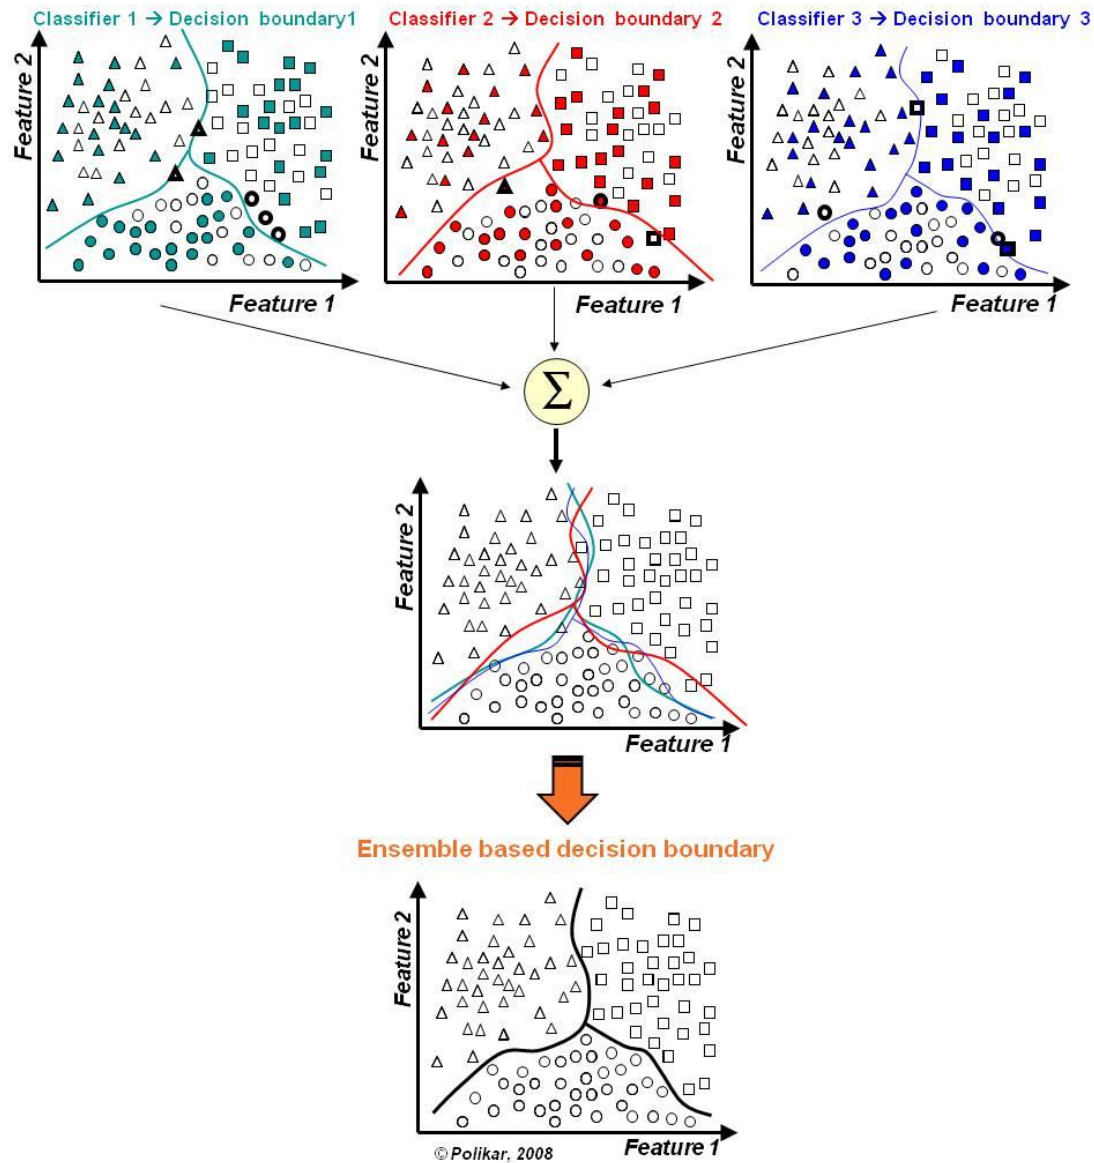 Classifier 1 → Decision boundary1
Classifier 2 → Decision boundary 2
Classifier 3 → Decision boundary 3
Feature 2
Feature 1
Feature 2
Feature 1
Feature 2
Feature 1
Σ
Feature 2
Feature 1
Ensemble based decision boundary
Feature 2
Feature 1
© Polikar, 2008